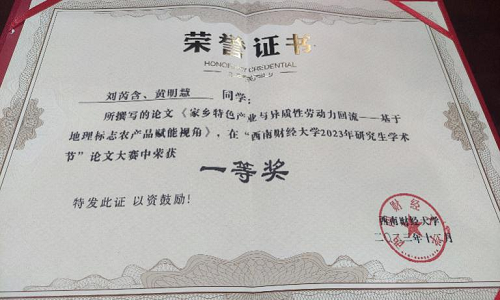 荣誉证书
HONORARY CREDENTIAL
刘芮含、黄明慧 同学：
所撰写的论文《家乡特色产业与异质性劳动力回流——基于
地理标志农产品赋能视角》，在“西南财经大学2023年研究生学术
节”论文大赛中荣获
一等奖
特发此证 以资鼓励！
西南财经大学